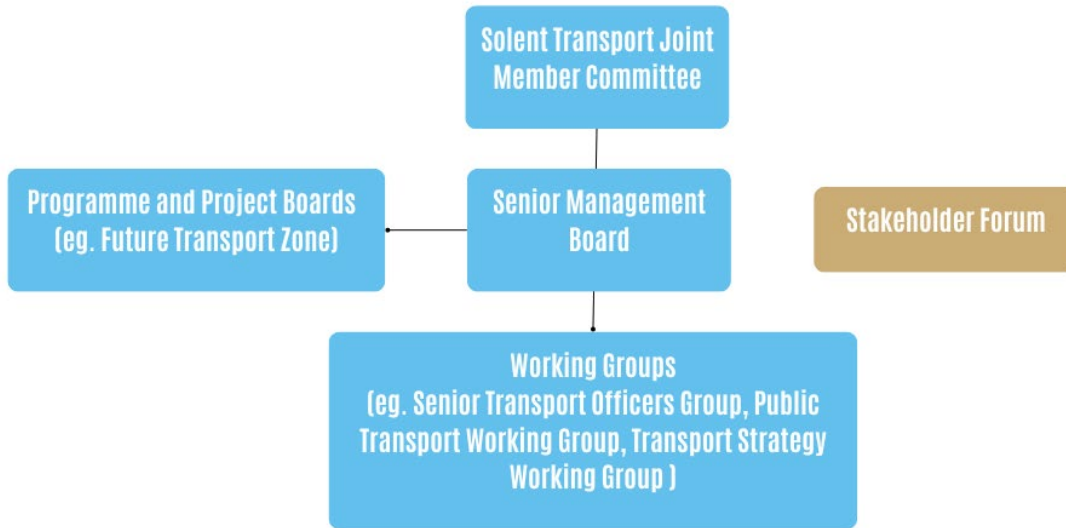 Solent Transport Joint
Member Committee
Programme and Project Boards
(eg. Future Transport Zone)
Senior Management
Board
Stakeholder Forum
Working Groups
(eg. Senior Transport Officers Group, Public
Transport Working Group, Transport Strategy
Working Group )